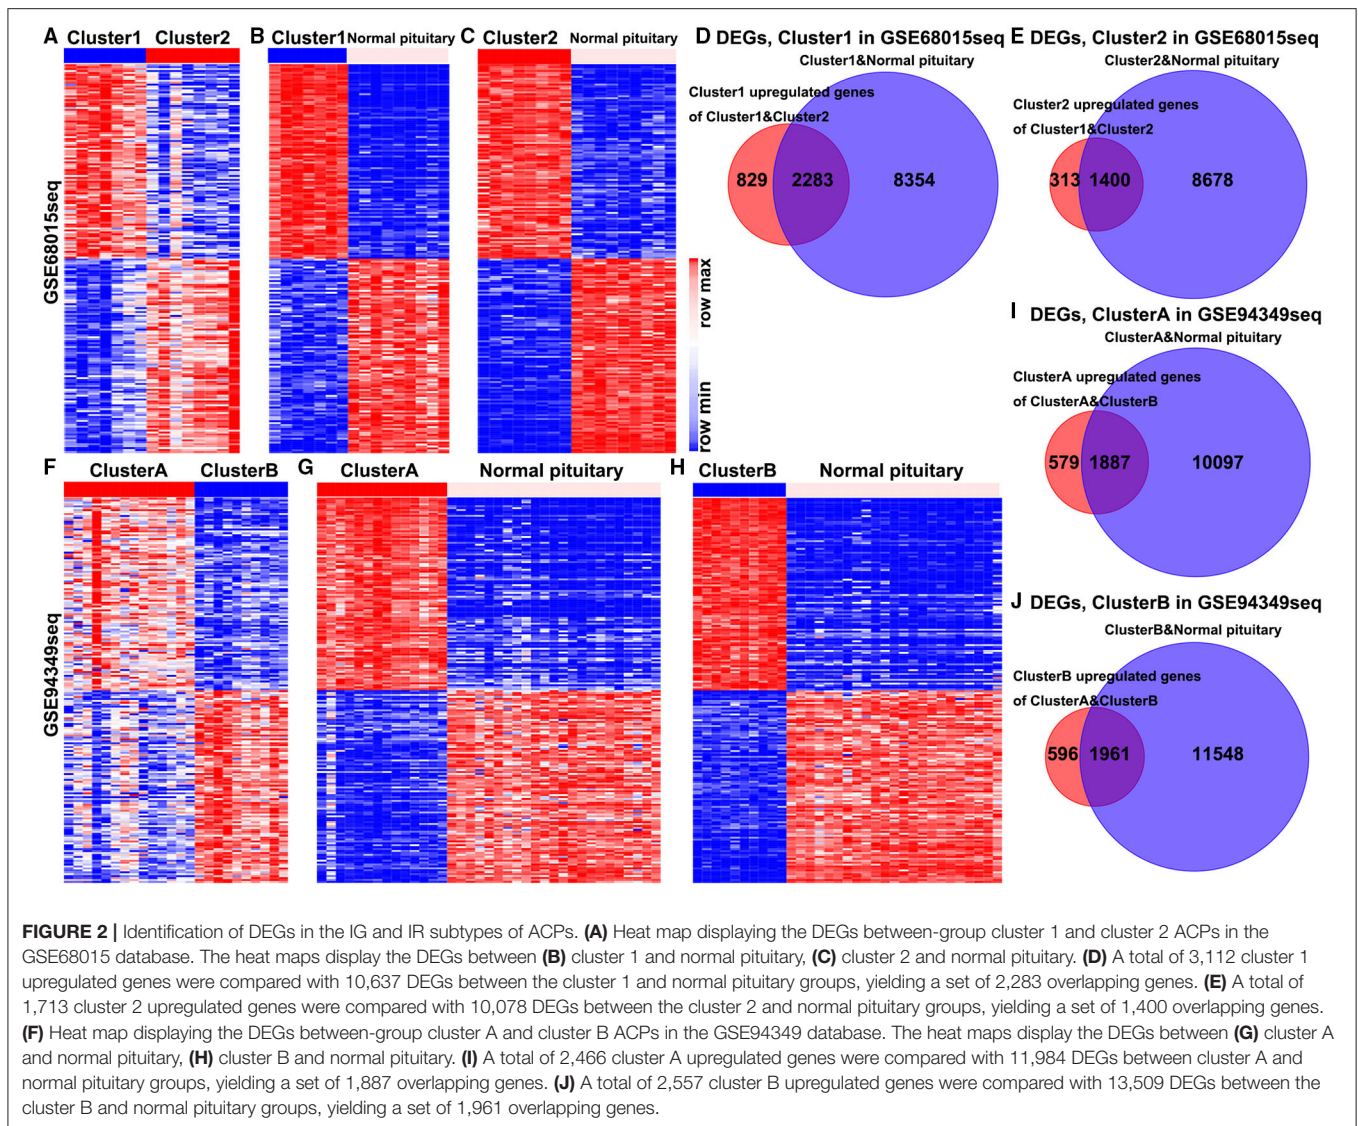 A Cluster1 Cluster2
B Cluster1 Normal pituitary
C Cluster2 Normal pituitary
GSE68015seq
row max
row min
D DEGs, Cluster1 in GSE68015seq
Cluster1&Normal pituitary
Cluster1 upregulated genes
of Cluster1&Cluster2
829 2283 8354
E DEGs, Cluster2 in GSE68015seq
Cluster2&Normal pituitary
Cluster2 upregulated genes
of Cluster1&Cluster2
313 1400 8678
F ClusterA ClusterB
G ClusterA Normal pituitary
H ClusterB Normal pituitary
GSE94349seq
I DEGs, ClusterA in GSE94349seq
ClusterA&Normal pituitary
ClusterA upregulated genes
of ClusterA&ClusterB
579 1887 10097
J DEGs, ClusterB in GSE94349seq
ClusterB&Normal pituitary
ClusterB upregulated genes
of ClusterA&ClusterB
596 1961 11548
FIGURE 2 | Identification of DEGs in the IG and IR subtypes of ACPs. (A) Heat map displaying the DEGs between-group cluster 1 and cluster 2 ACPs in the
GSE68015 database. The heat maps display the DEGs between (B) cluster 1 and normal pituitary, (C) cluster 2 and normal pituitary. (D) A total of 3,112 cluster 1
upregulated genes were compared with 10,637 DEGs between the cluster 1 and normal pituitary groups, yielding a set of 2,283 overlapping genes. (E) A total of
1,713 cluster 2 upregulated genes were compared with 10,078 DEGs between the cluster 2 and normal pituitary groups, yielding a set of 1,400 overlapping genes.
(F) Heat map displaying the DEGs between-group cluster A and cluster B ACPs in the GSE94349 database. The heat maps display the DEGs between (G) cluster A
and normal pituitary, (H) cluster B and normal pituitary. (I) A total of 2,466 cluster A upregulated genes were compared with 11,984 DEGs between cluster A and
normal pituitary groups, yielding a set of 1,887 overlapping genes. (J) A total of 2,557 cluster B upregulated genes were compared with 13,509 DEGs between the
cluster B and normal pituitary groups, yielding a set of 1,961 overlapping genes.